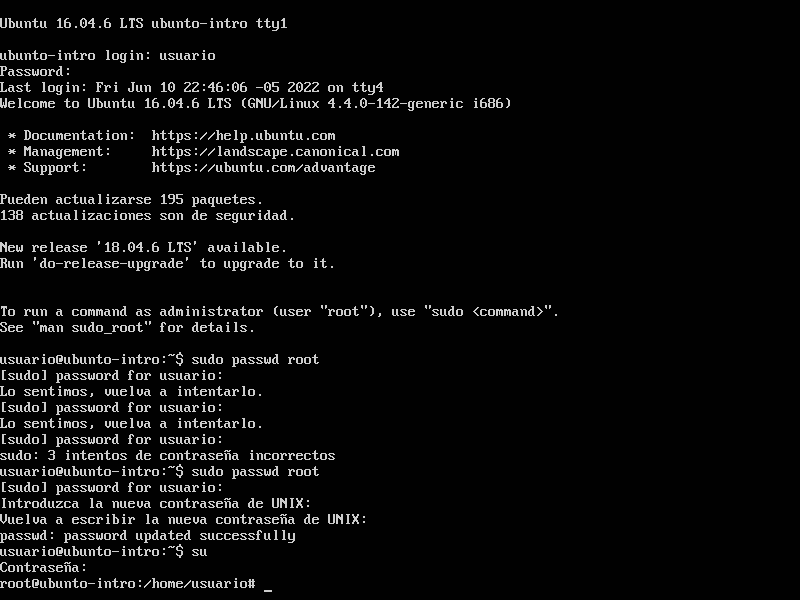 Ubuntu 16.04.6 LTS ubunto-intro tty1
ubunto-intro login: usuario
Password:
Last login: Fri Jun 10 22:46:06 -05 2022 on tty4
Welcome to Ubuntu 16.04.6 LTS (GNU/Linux 4.4.0-142-generic i686)
* Documentation:  https://help.ubuntu.com
* Management:     https://landscape.canonical.com
* Support:        https://ubuntu.com/advantage
Pueden actualizarse 195 paquetes.
138 actualizaciones son de seguridad.
New release '18.04.6 LTS' available.
Run 'do-release-upgrade' to upgrade to it.
To run a command as administrator (user "root"), use "sudo <command>".
See "man sudo_root" for details.
usuario@ubunto-intro:~$ sudo passwd root
[sudo] password for usuario:
Lo sentimos, vuelva a intentarlo.
[sudo] password for usuario:
Lo sentimos, vuelva a intentarlo.
[sudo] password for usuario:
sudo: 3 intentos de contraseña incorrectos
usuario@ubunto-intro:~$ sudo passwd root
[sudo] password for usuario:
Introduzca la nueva contraseña de UNIX:
Vuelva a escribir la nueva contraseña de UNIX:
passwd: password updated successfully
usuario@ubunto-intro:~$ su
Contraseña:
root@ubunto-intro:/home/usuario# _